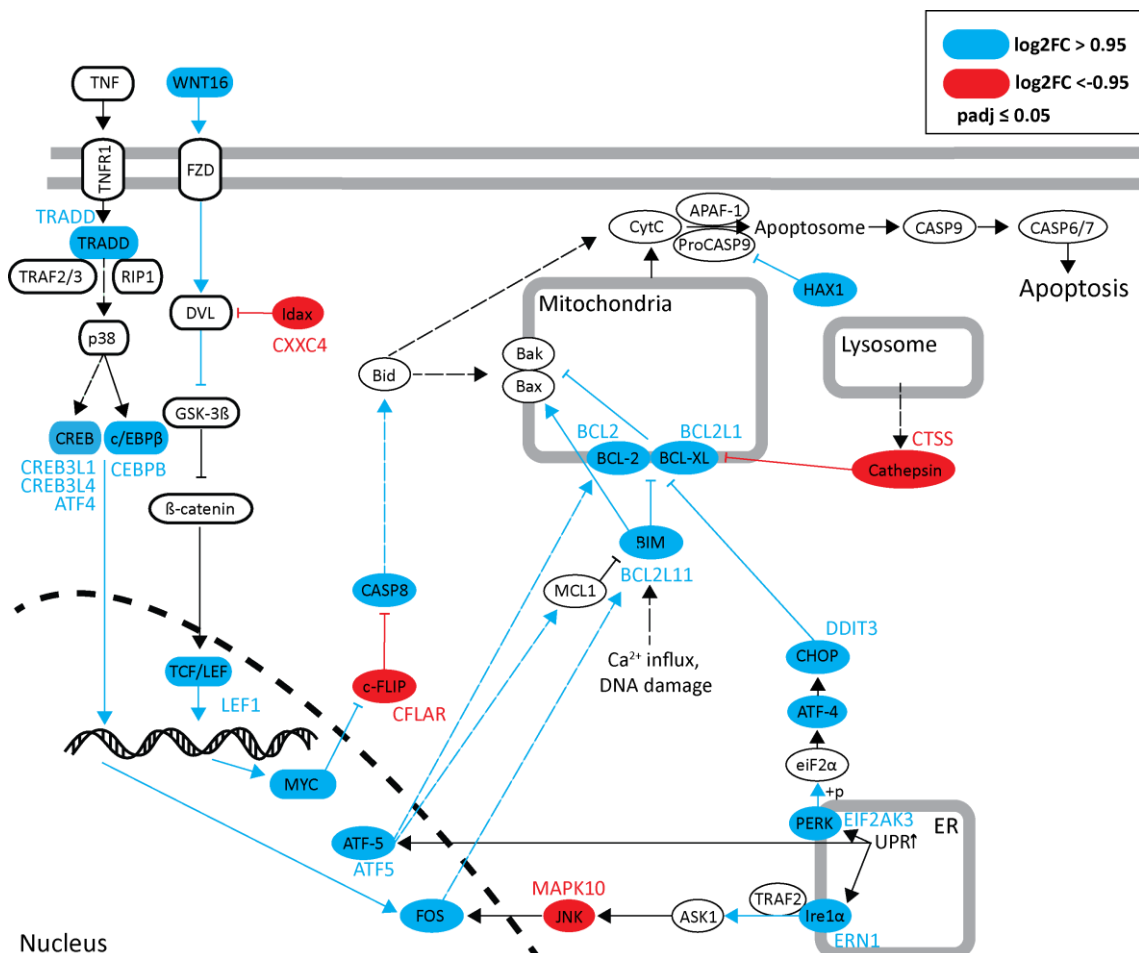 log2FC > 0.95
log2FC <-0.95
padj ≤ 0.05
TNF
WNT16
TNFR1
FZD
TRADD
TRADD
TRAF2/3
RIP1
p38
DVL
Idax
CXXC4
CREB
c/EBPβ
CREB3L1
CREB3L4
ATF4
CEBPB
GSK-3ß
ß-catenin
TCF/LEF
LEF1
MYC
CASP8
c-FLIP
CFLAR
Bid
CytC
APAF-1
ProCASP9
Apoptosome
CASP9
CASP6/7
HAX1
Apoptosis
Mitochondria
Bak
Bax
Lysosome
BCL2
BCL2L1
BCL-2
BCL-XL
CTSS
Cathepsin
BIM
BCL2L11
MCL1
Ca²⁺ influx,
DNA damage
DDIT3
CHOP
ATF-4
eiF2α
+p
PERK
EIF2AK3
ER
UPR↑
ATF-5
ATF5
MAPK10
FOS
JNK
ASK1
TRAF2
Ire1α
ERN1
Nucleus